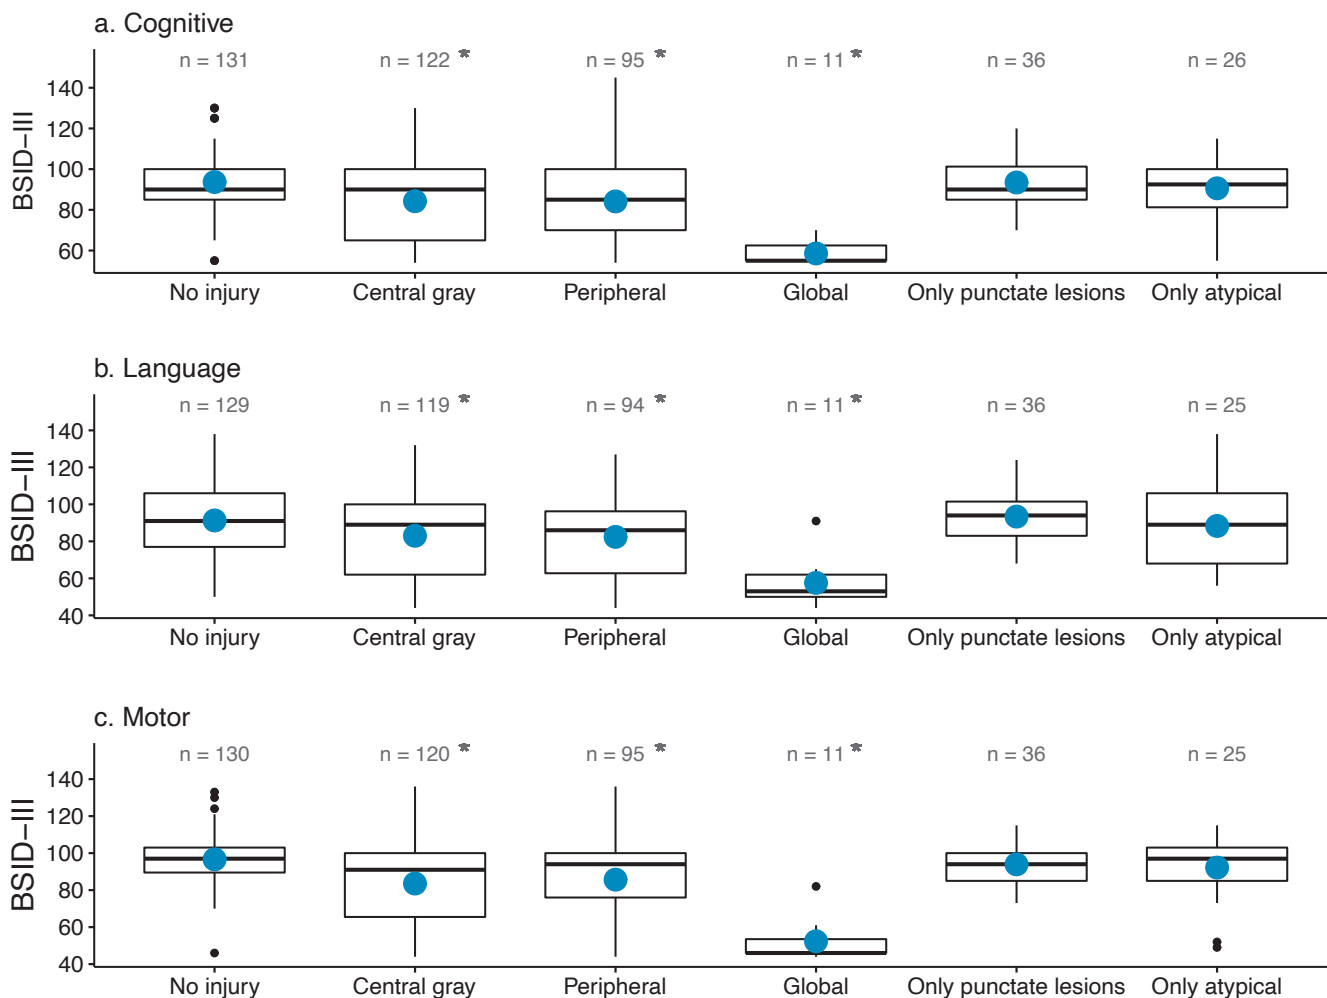 a. Cognitive
n = 131 n = 122 * n = 95 * n = 11 * n = 36 n = 26
BSID−III
140
120
100
80
60
No injury Central gray Peripheral Global Only punctate lesions Only atypical
b. Language
n = 129 n = 119 * n = 94 * n = 11 * n = 36 n = 25
BSID−III
140
120
100
80
60
40
No injury Central gray Peripheral Global Only punctate lesions Only atypical
c. Motor
n = 130 n = 120 * n = 95 * n = 11 * n = 36 n = 25
BSID−III
140
120
100
80
60
40
No injury Central gray Peripheral Global Only punctate lesions Only atypical